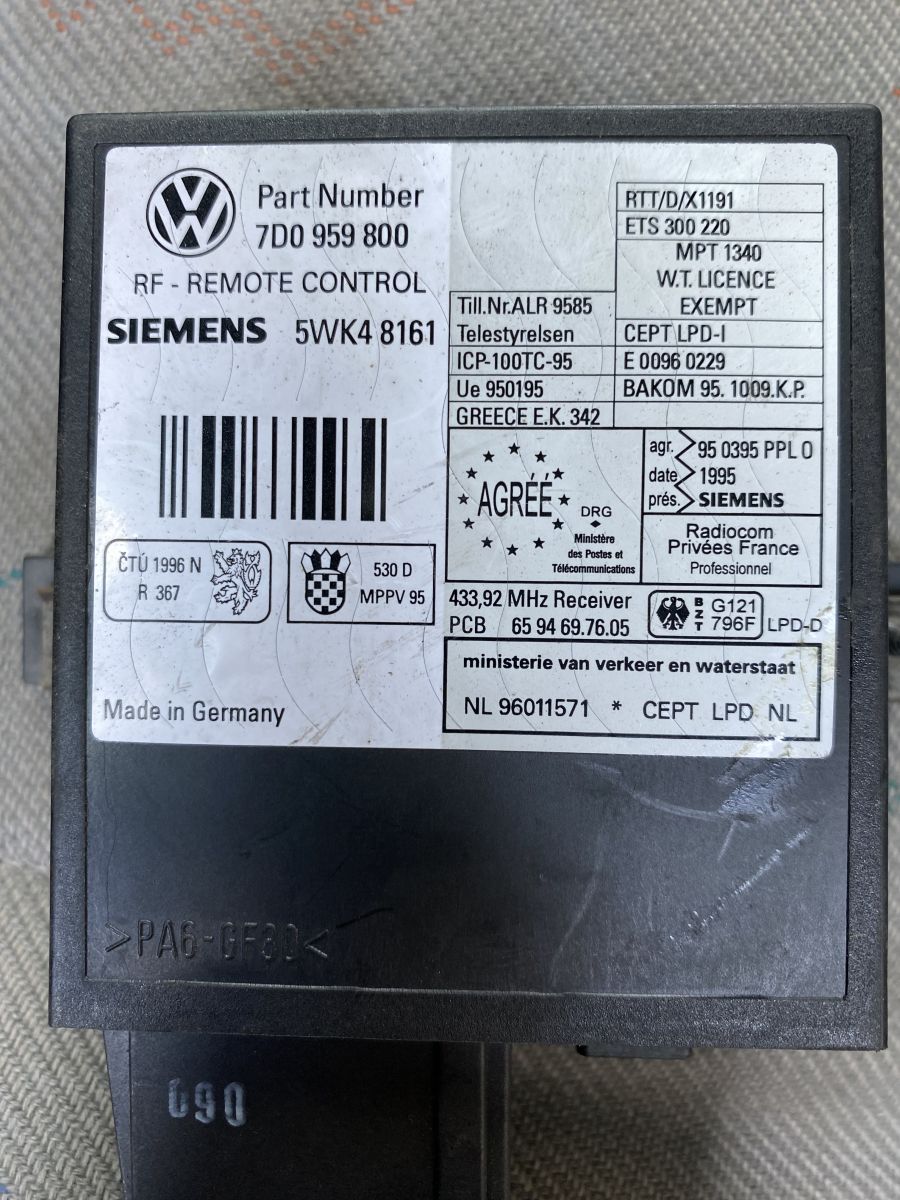 Part Number
7D0 959 800
RF - REMOTE CONTROL
SIEMENS 5WK4 8161
RTT/D/X1191
ETS 300 220
MPT 1340
W.T. LICENCE
EXEMPT
Till.Nr.ALR 9585
Telestyrelsen
CEPT LPD-I
ICP-100TC-95
E 0096 0229
Ue 950195
BAKOM 95. 1009.K.P.
GREECE E.K. 342
AGRÉÉ
DRG
Ministère
des Postes et
Télécommunications
agr. 95 0395 PPL 0
date 1995
prés. SIEMENS
Radiocom
Privées France
Professionnel
ČTÚ 1996 N
R 367
530 D
MPPV 95
433,92 MHz Receiver
PCB 65 94 69.76.05
BZT
G121
796F
LPD-D
ministerie van verkeer en waterstaat
NL 96011571 * CEPT LPD NL
Made in Germany
>PA6-GF30<
090